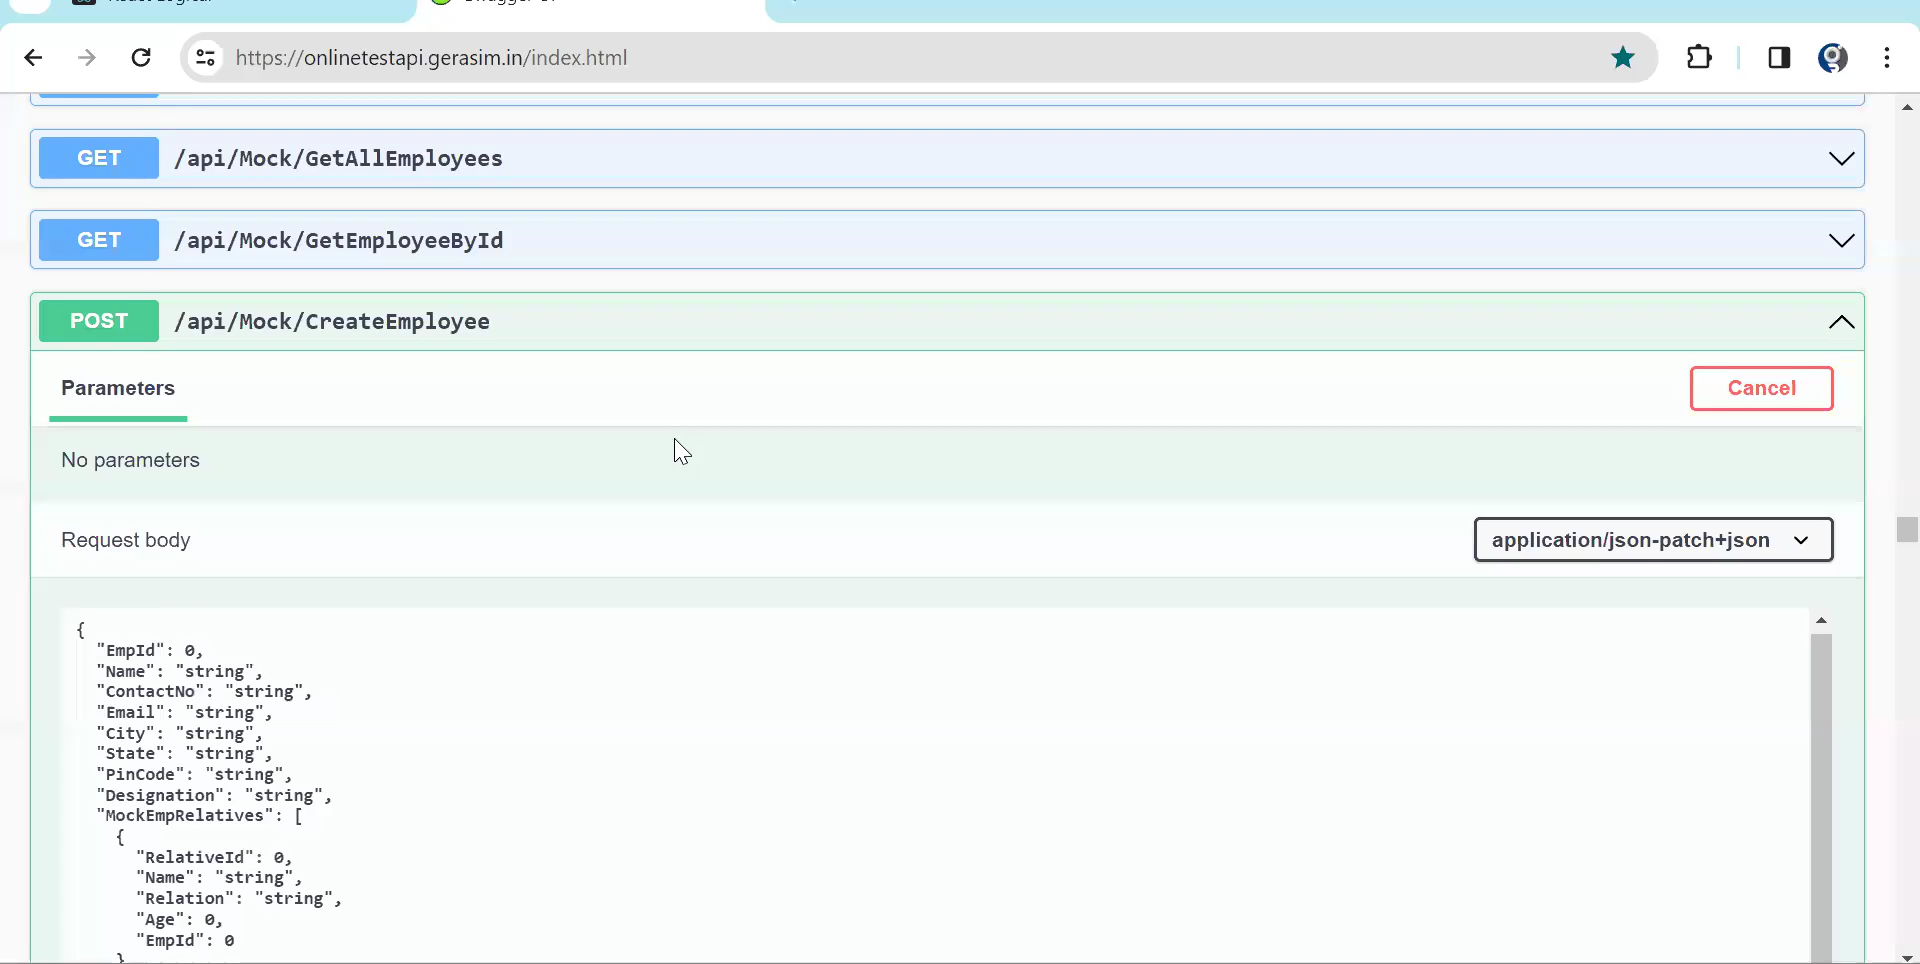 https://onlinetestapi.gerasim.in/index.html
GET /api/Mock/GetAllEmployees
GET /api/Mock/GetEmployeeById
POST /api/Mock/CreateEmployee
Parameters
Cancel
No parameters
Request body
application/json-patch+json
{
"EmpId": 0,
"Name": "string",
"ContactNo": "string",
"Email": "string",
"City": "string",
"State": "string",
"PinCode": "string",
"Designation": "string",
"MockEmpRelatives": [
{
"RelativeId": 0,
"Name": "string",
"Relation": "string",
"Age": 0,
"EmpId": 0
}